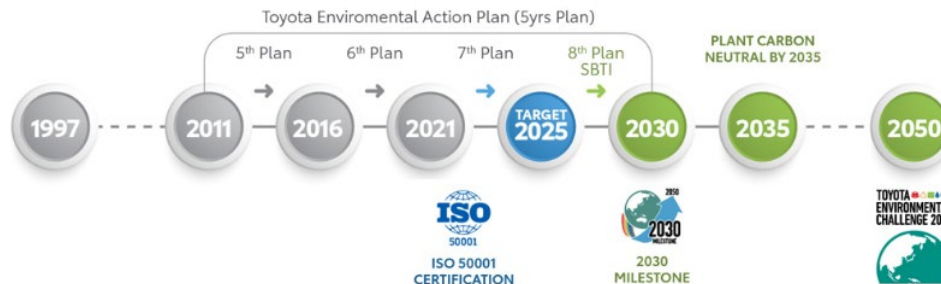 Toyota Enviromental Action Plan (5yrs Plan)
5th Plan
6th Plan
7th Plan
8th Plan
SBTI
PLANT CARBON
NEUTRAL BY 2035
1997
2011
2016
2021
TARGET
2025
2030
2035
2050
ISO
50001
ISO 50001
CERTIFICATION
2050
2030
MILESTONE
2030
MILESTONE
TOYOTA
ENVIRONMENT
CHALLENGE 20